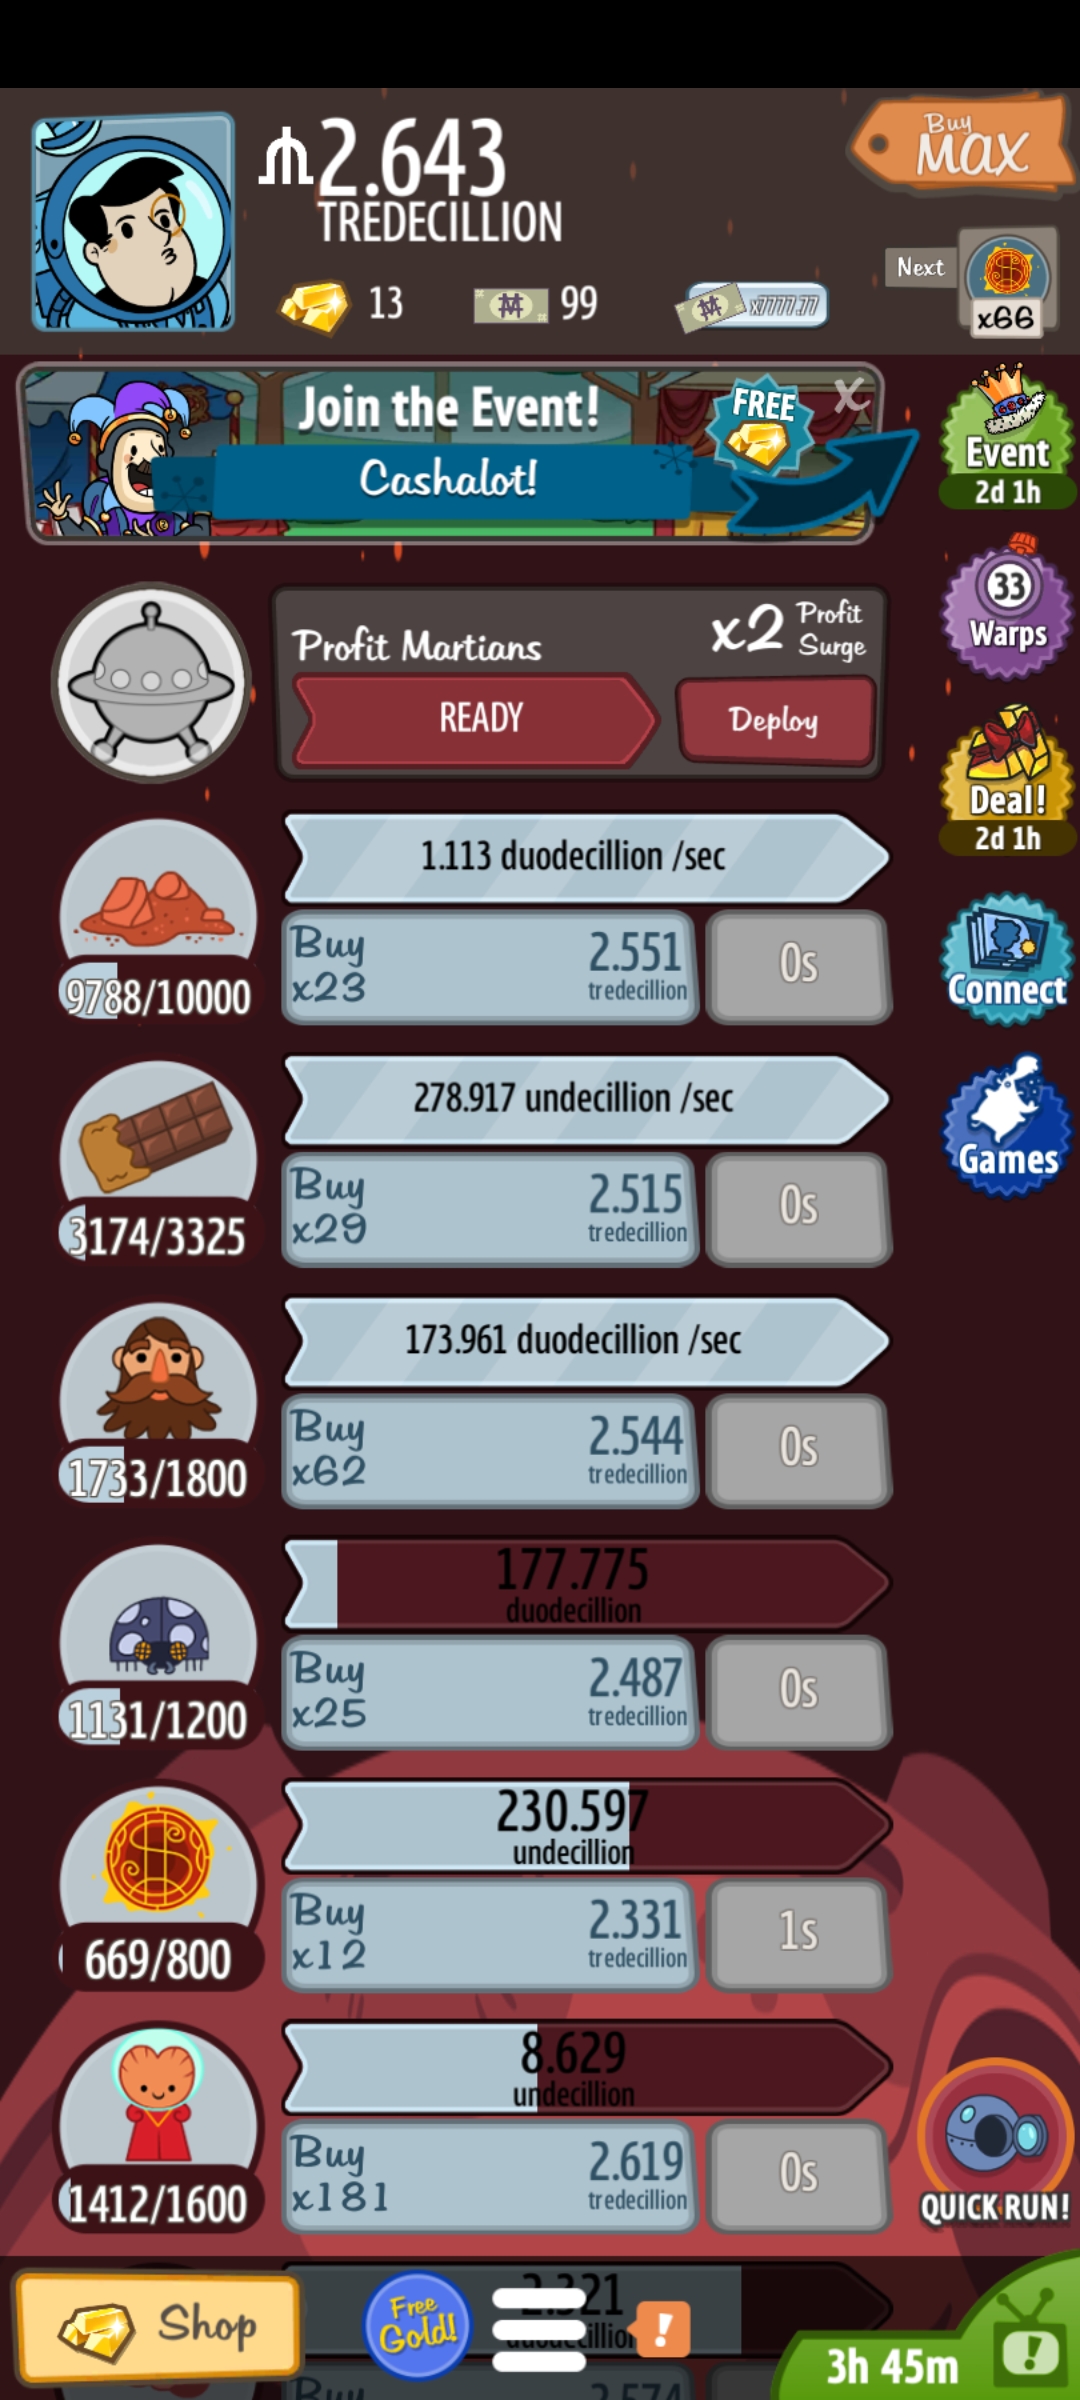 2.643
TREDECILLION
Buy
MAX
13
99
x7777.77
Next
x66
Join the Event!
FREE
X
Cashalot!
Event
2d 1h
33
Warps
Profit Martians
x2 Profit
Surge
READY
Deploy
Deal!
2d 1h
1.113 duodecillion /sec
Buy
x23
2.551
tredecillion
0s
9788/10000
Connect
278.917 undecillion /sec
Buy
x29
2.515
tredecillion
0s
3174/3325
Games
173.961 duodecillion /sec
Buy
x62
2.544
tredecillion
0s
1733/1800
177.775
duodecillion
Buy
x25
2.487
tredecillion
0s
1131/1200
230.597
undecillion
Buy
x12
2.331
tredecillion
1s
669/800
8.629
undecillion
Buy
x181
2.619
tredecillion
0s
1412/1600
QUICK RUN!
Shop
Free
Gold!
!
3h 45m
!
Buy
2.574